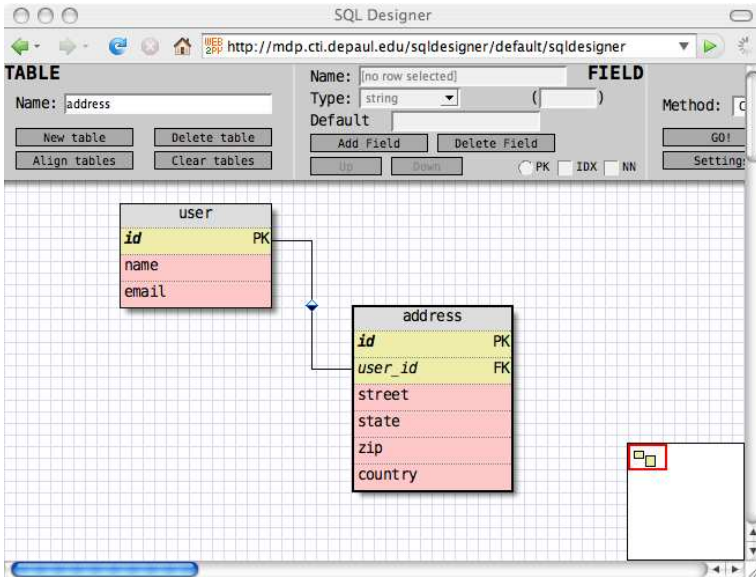 SQL Designer
WEB2PY http://mdp.cti.depaul.edu/sqldesigner/default/sqldesigner
TABLE
Name: address
New table Delete table
Align tables Clear tables
Name: [no row selected] FIELD
Type: string ( )
Default
Add Field Delete Field
Up Down PK IDX NN
Method:
GO!
Setting
user
id PK
name
email
address
id PK
user_id FK
street
state
zip
country